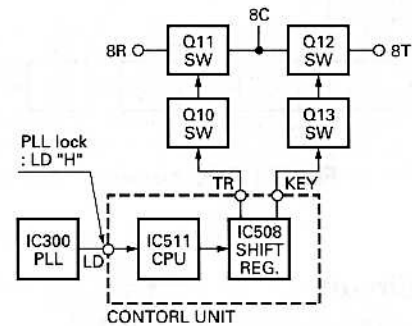 8C
8R
Q11
SW
Q12
SW
8T
Q10
SW
Q13
SW
PLL lock
: LD "H"
TR
KEY
IC300
PLL
LD
IC511
CPU
IC508
SHIFT
REG.
CONTORL UNIT